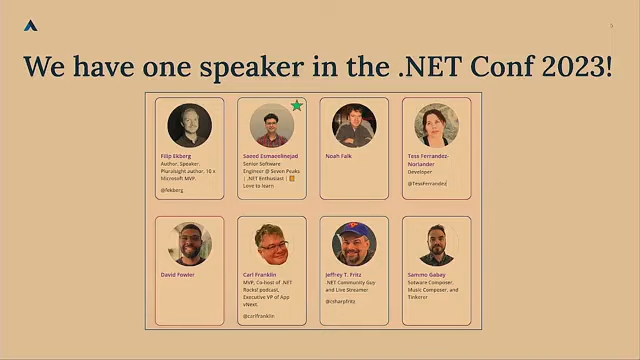 We have one speaker in the .NET Conf 2023!
Filip Ekberg
Author. Speaker.
Pluralsight author. 10 x
Microsoft MVP.
@fekberg
Saeed Esmaeelinejad
Senior Software
Engineer @ Seven Peaks
| .NET Enthusiast |
Love to learn
Noah Falk
Tess Ferrandez-
Norlander
Developer
@TessFerrandez
David Fowler
Carl Franklin
MVP, Co-host of .NET
Rocks! podcast,
Executive VP of App
vNext.
@carlfranklin
Jeffrey T. Fritz
.NET Community Guy
and Live Streamer
@csharpfritz
Sammo Gabay
Software Composer,
Music Composer, and
Tinkerer